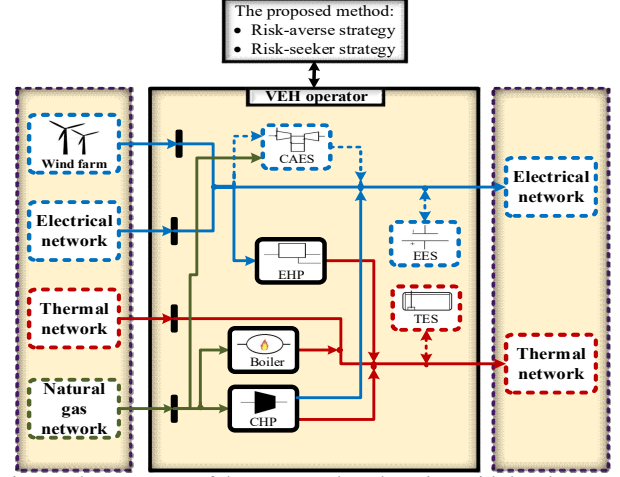 The proposed method:
• Risk-averse strategy
• Risk-seeker strategy
VEH operator
Wind farm
Electrical
network
Thermal
network
Natural
gas
network
CAES
EES
EHP
TES
Boiler
CHP
Electrical
network
Thermal
network